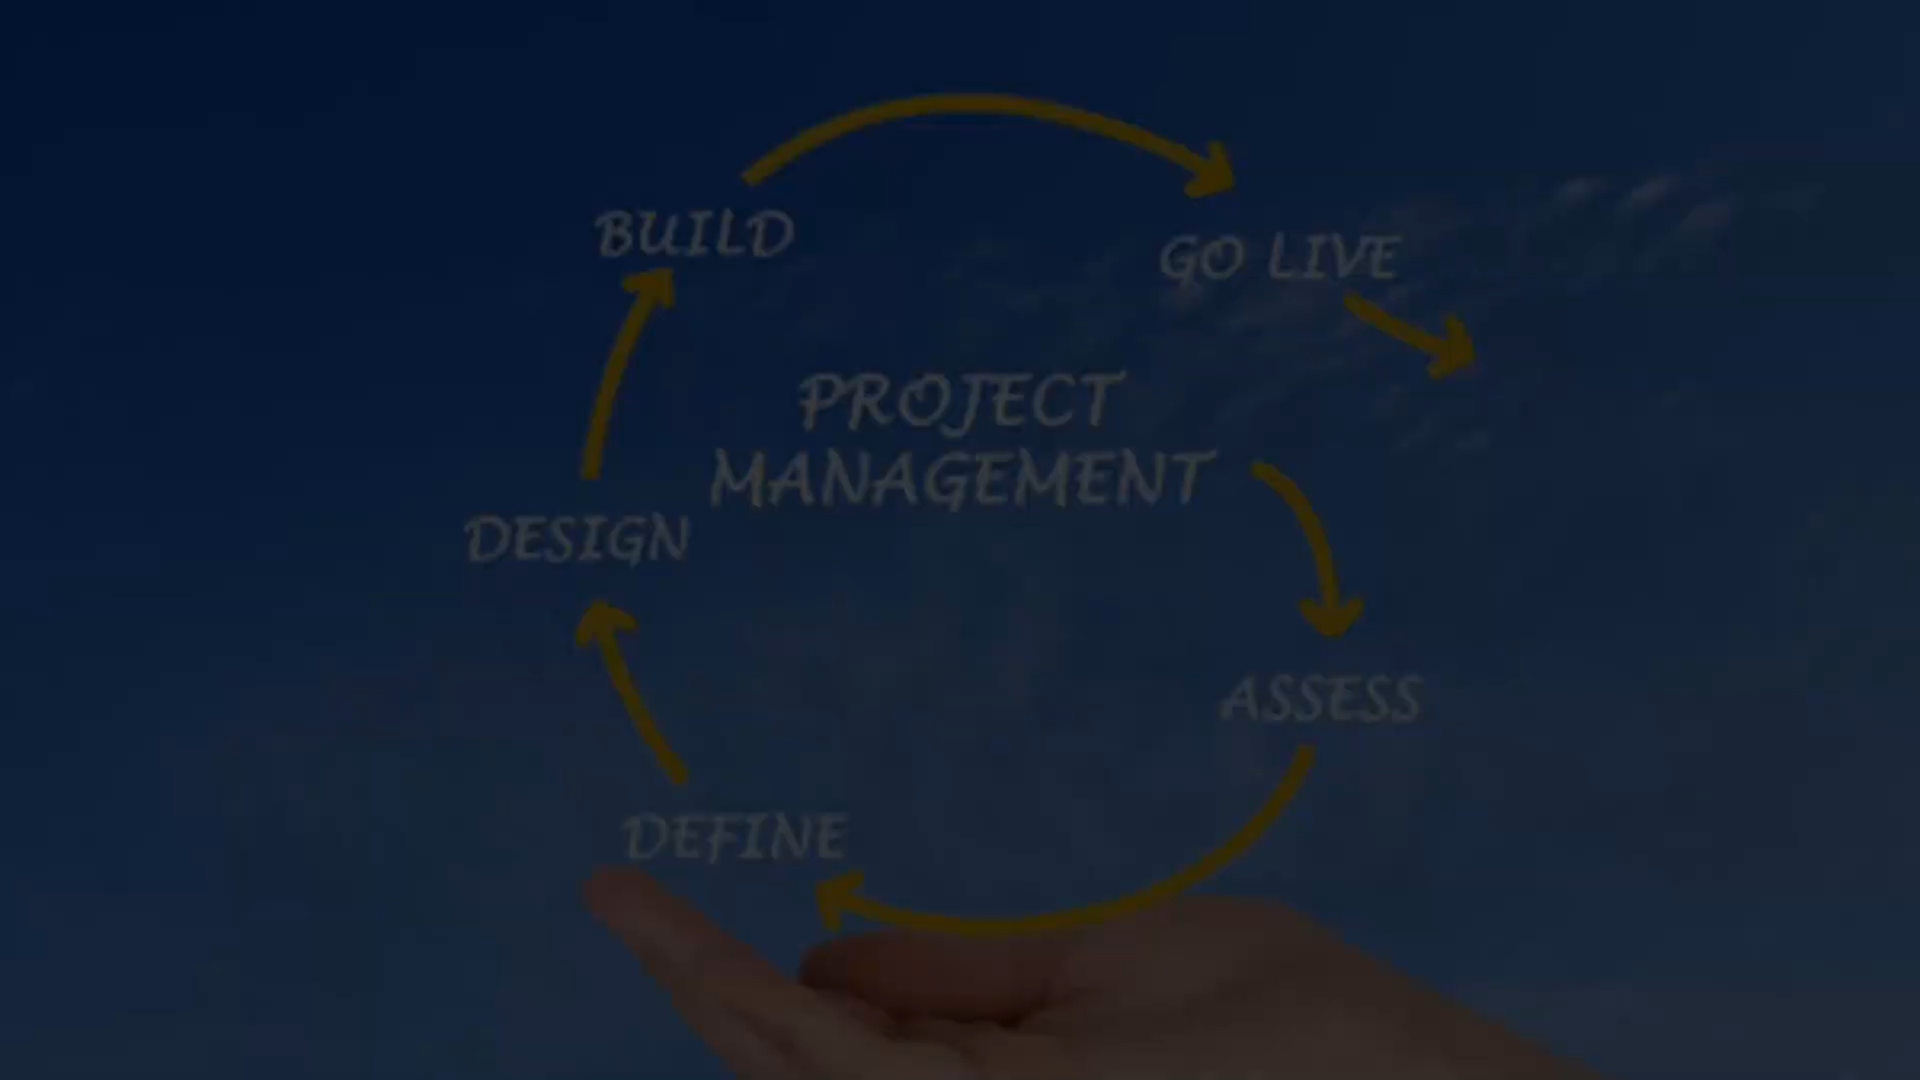 BUILD
GO LIVE
PROJECT
MANAGEMENT
DESIGN
ASSESS
DEFINE